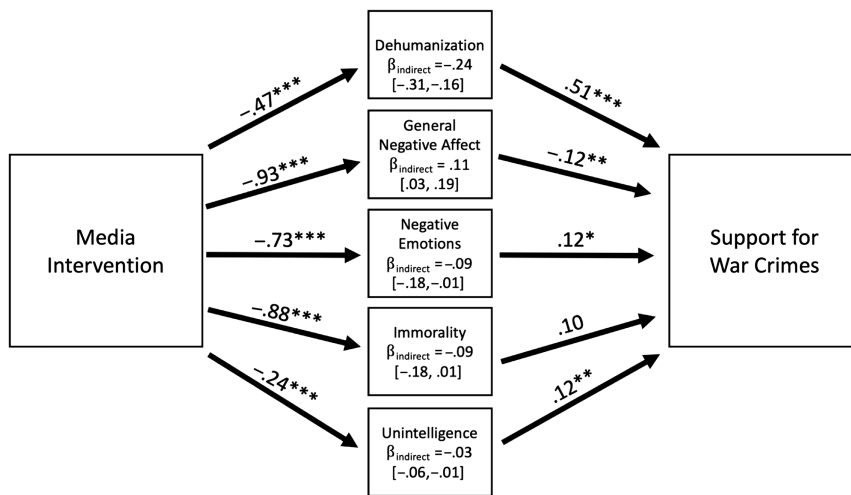 Media
Intervention
–.47***
–.93***
–.73***
–.88***
–.24***
Dehumanization
βindirect =–.24
[–.31,–.16]
General
Negative Affect
βindirect = .11
[.03, .19]
Negative
Emotions
βindirect =–.09
[–.18,–.01]
Immorality
βindirect =–.09
[–.18, .01]
Unintelligence
βindirect =–.03
[–.06,–.01]
.51***
–.12**
.12*
.10
.12**
Support for
War Crimes